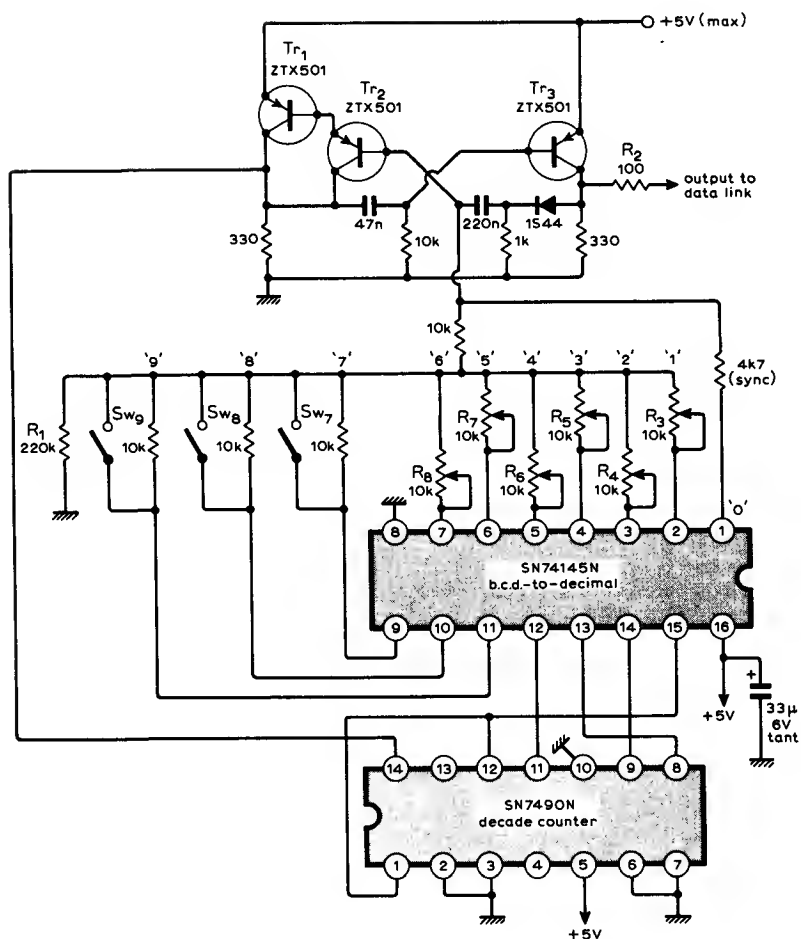 +5V (max)
Tr1
ZTX501
Tr2
ZTX501
Tr3
ZTX501
R2
100
output to
data link
47n
220n
1S44
330
10k
1k
330
10k
'9'
'8'
'7'
'6'
'5'
'4'
'3'
'2'
'1'
4k7
(sync)
R1
220k
Sw9
10k
Sw8
10k
Sw7
10k
R8
10k
R7
10k
R6
10k
R5
10k
R4
10k
R3
10k
'0'
8
7
6
5
4
3
2
1
SN74145N
b.c.d.-to-decimal
9
10
11
12
13
14
15
16
+5V
+
33μ
6V
tant
14
13
12
11
10
9
8
SN7490N
decade counter
1
2
3
4
5
6
7
+5V